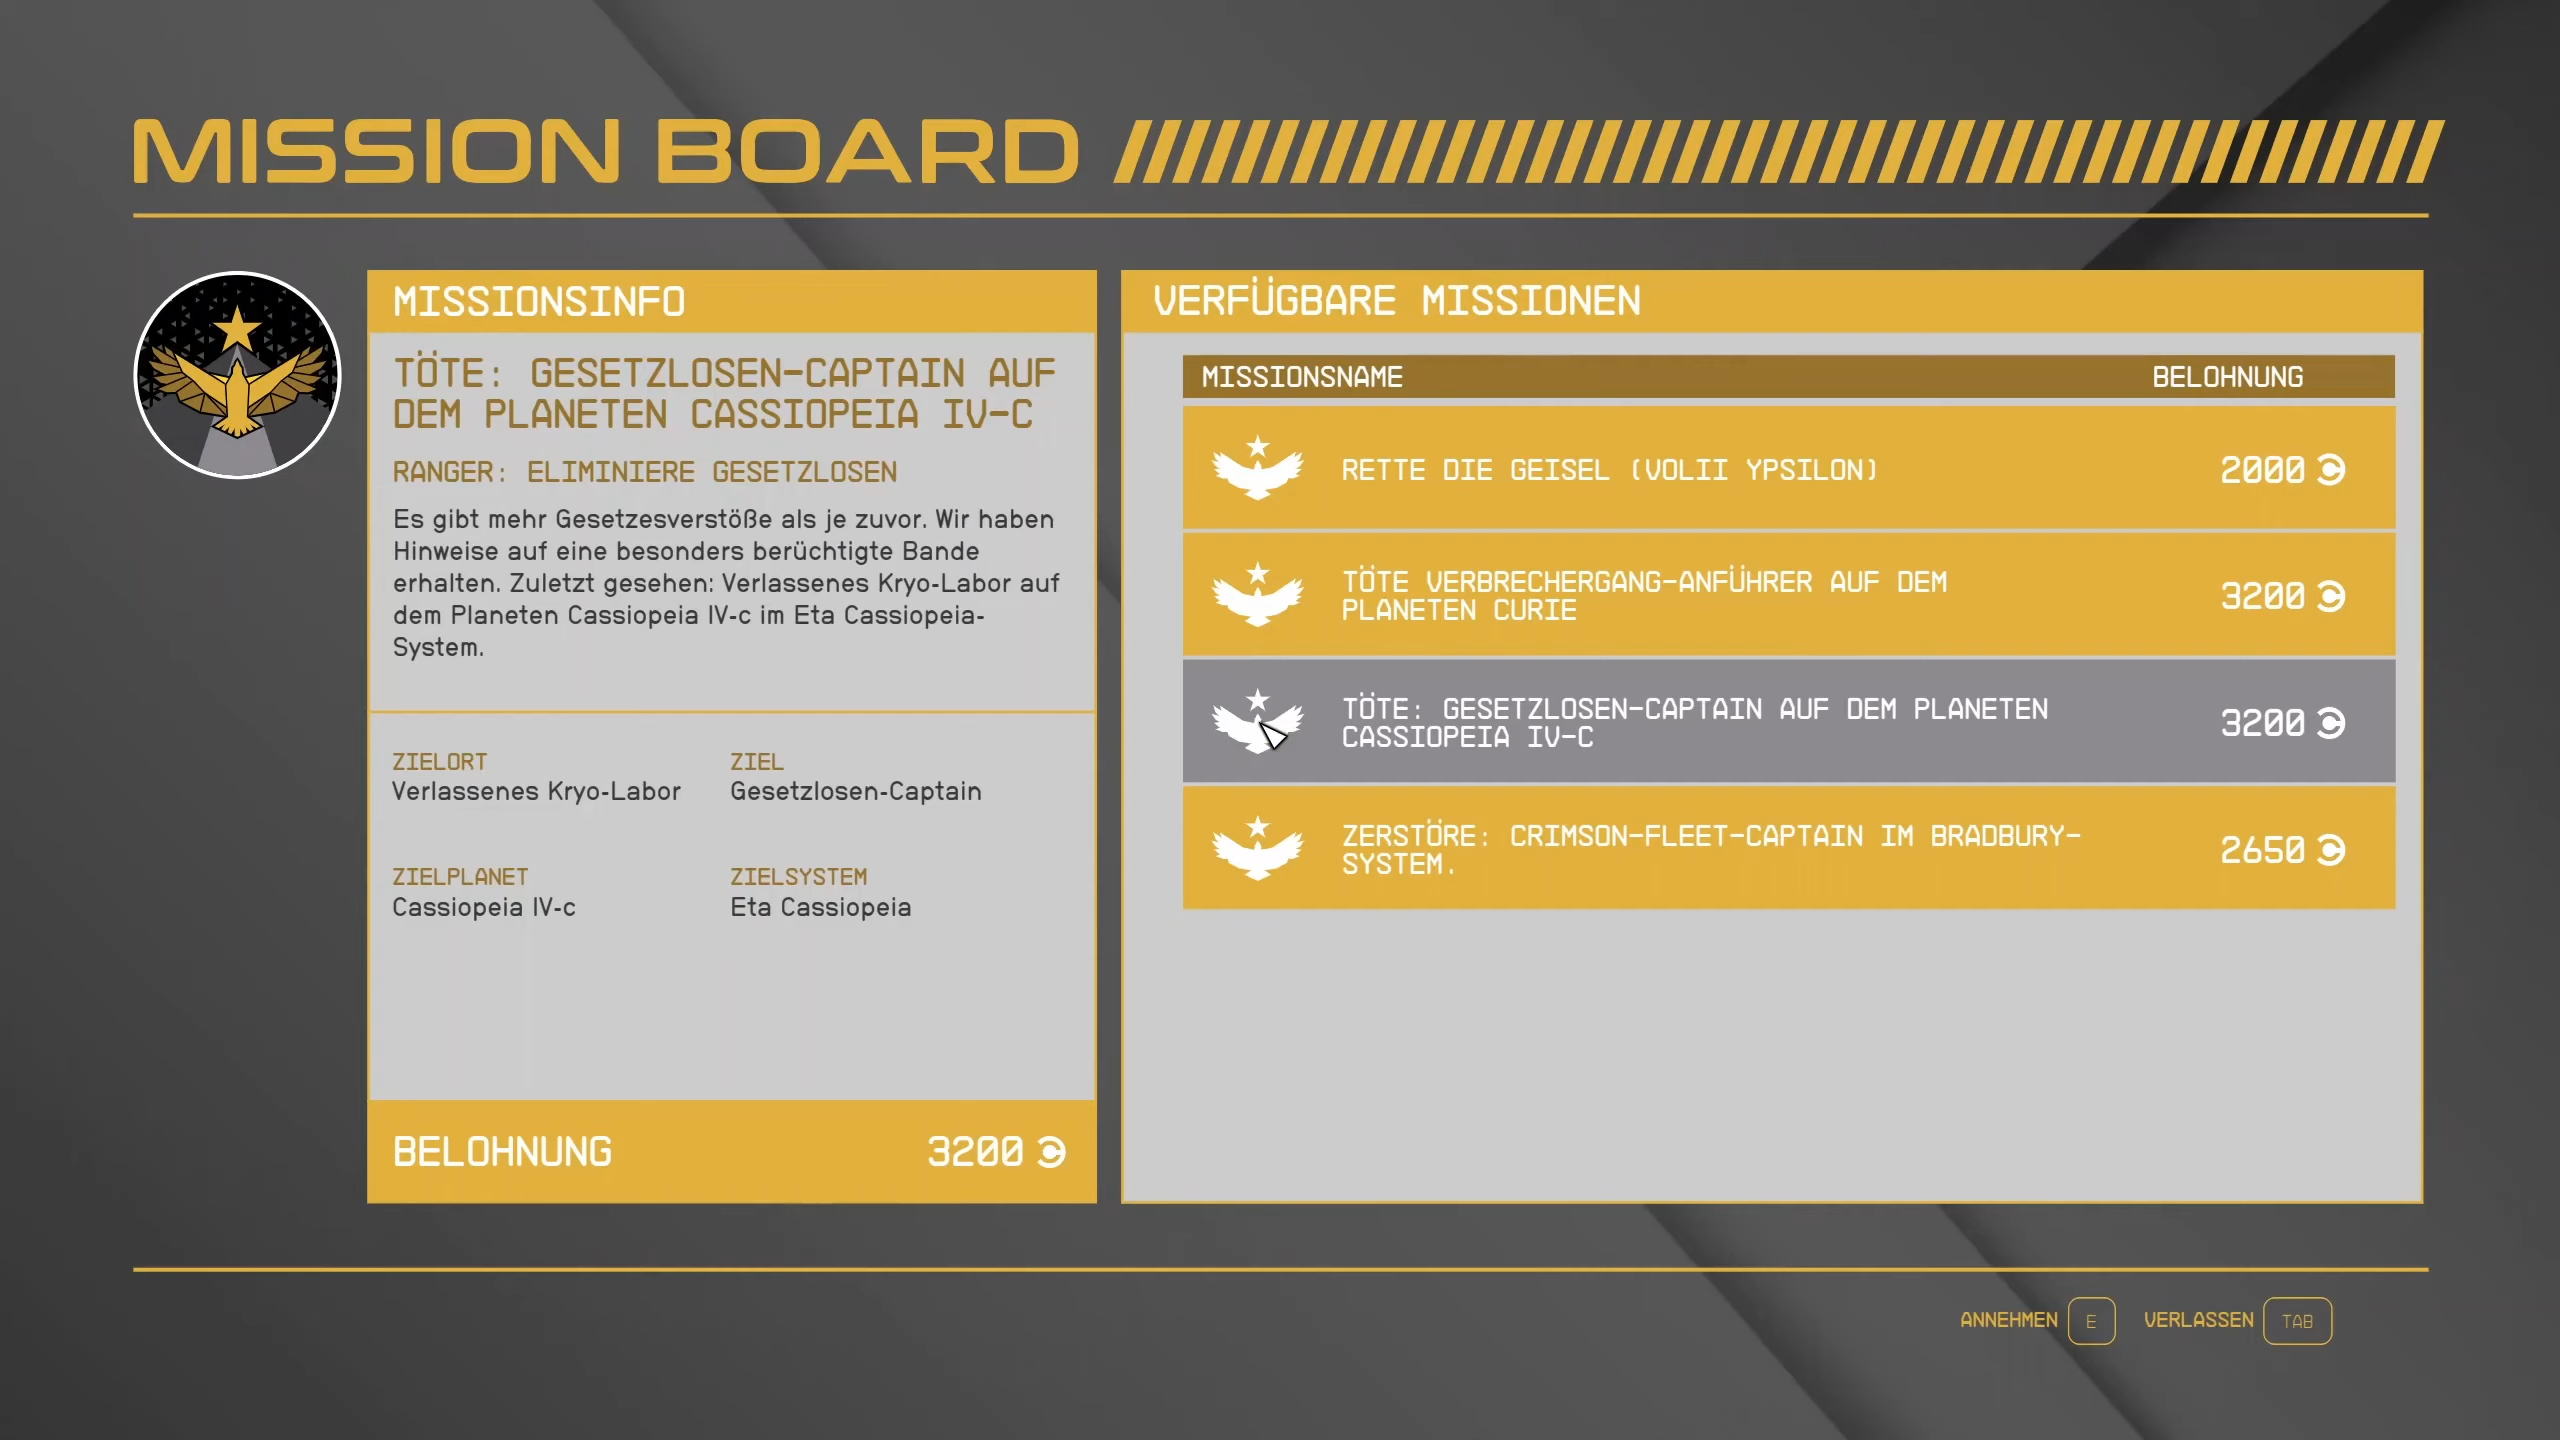 MISSION BOARD
MISSIONSINFO
TÖTE: GESETZLOSEN-CAPTAIN AUF
DEM PLANETEN CASSIOPEIA IV-C
RANGER: ELIMINIERE GESETZLOSEN
Es gibt mehr Gesetzesverstöße als je zuvor. Wir haben
Hinweise auf eine besonders berüchtigte Bande
erhalten. Zuletzt gesehen: Verlassenes Kryo-Labor auf
dem Planeten Cassiopeia IV-c im Eta Cassiopeia-
System.
ZIELORT
Verlassenes Kryo-Labor
ZIEL
Gesetzlosen-Captain
ZIELPLANET
Cassiopeia IV-c
ZIELSYSTEM
Eta Cassiopeia
BELOHNUNG 3200
VERFÜGBARE MISSIONEN
MISSIONSNAME BELOHNUNG
RETTE DIE GEISEL (VOLII YPSILON) 2000
TÖTE VERBRECHERGANG-ANFÜHRER AUF DEM
PLANETEN CURIE
3200
TÖTE: GESETZLOSEN-CAPTAIN AUF DEM PLANETEN
CASSIOPEIA IV-C
3200
ZERSTÖRE: CRIMSON-FLEET-CAPTAIN IM BRADBURY-
SYSTEM.
2650
ANNEHMEN E VERLASSEN TAB